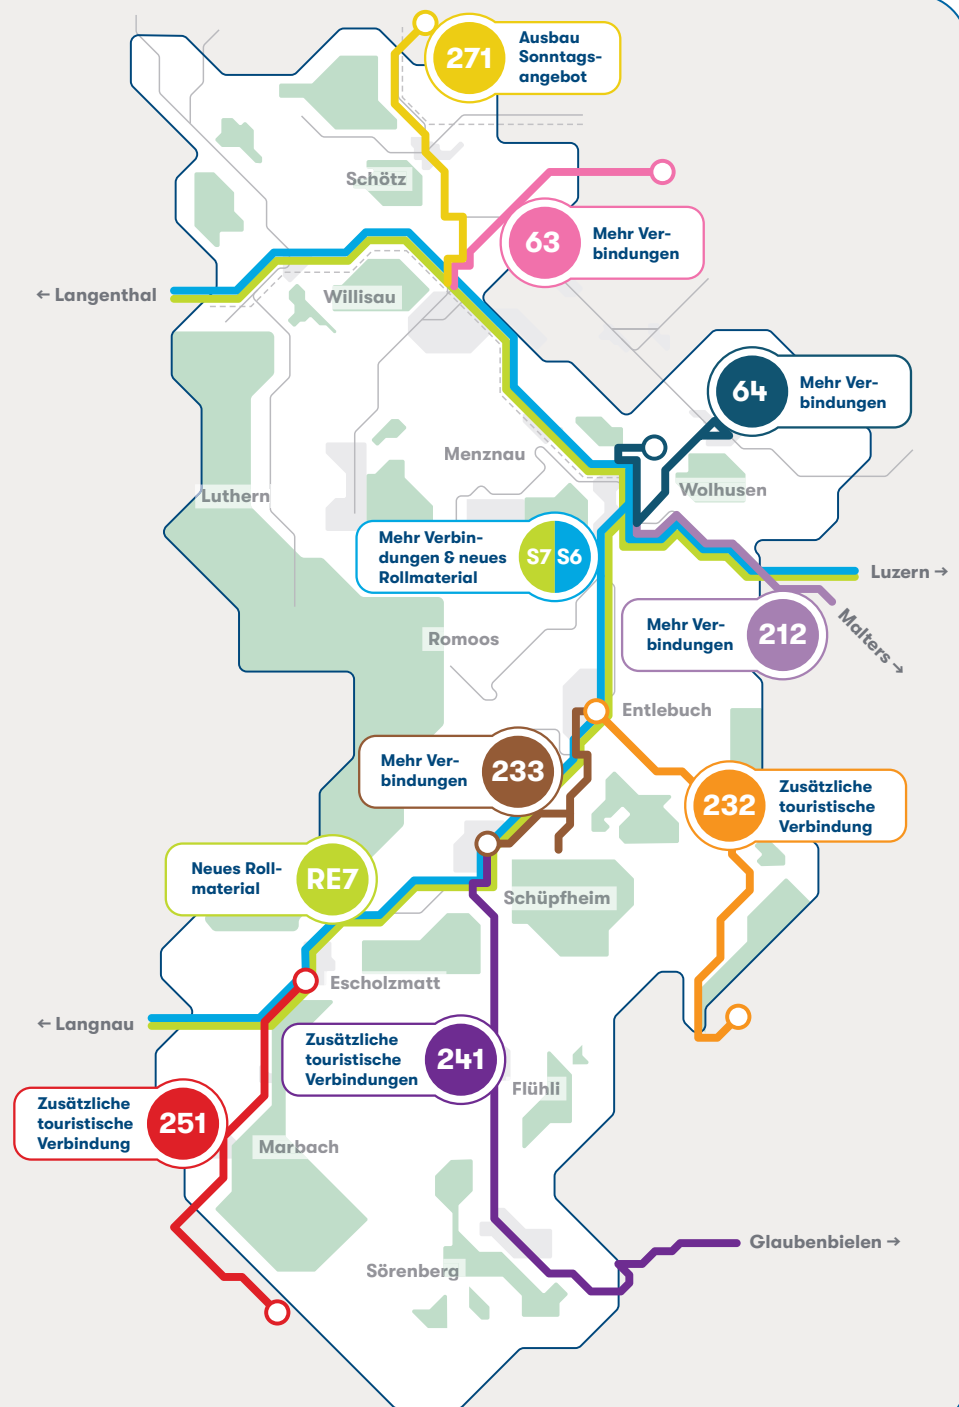 271
Ausbau
Sonntags-
angebot
Schötz
63
Mehr Ver-
bindungen
← Langenthal
Willisau
64
Mehr Ver-
bindungen
Menznau
Luthern
Wolhusen
Mehr Verbin-
dungen & neues
Rollmaterial
S7 S6
Luzern →
Mehr Ver-
bindungen
212
Malters →
Romoos
Entlebuch
Mehr Ver-
bindungen
233
232
Zusätzliche
touristische
Verbindung
Neues Roll-
material
RE7
Schüpfheim
Escholzmatt
← Langnau
Zusätzliche
touristische
Verbindungen
241
Flühli
Zusätzliche
touristische
Verbindung
251
Marbach
Glaubenbielen →
Sörenberg